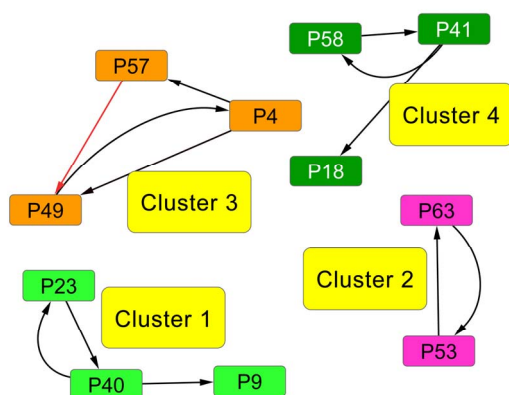 P58
P41
P57
P4
Cluster 4
P18
P49
Cluster 3
P63
P23
Cluster 2
Cluster 1
P53
P40
P9